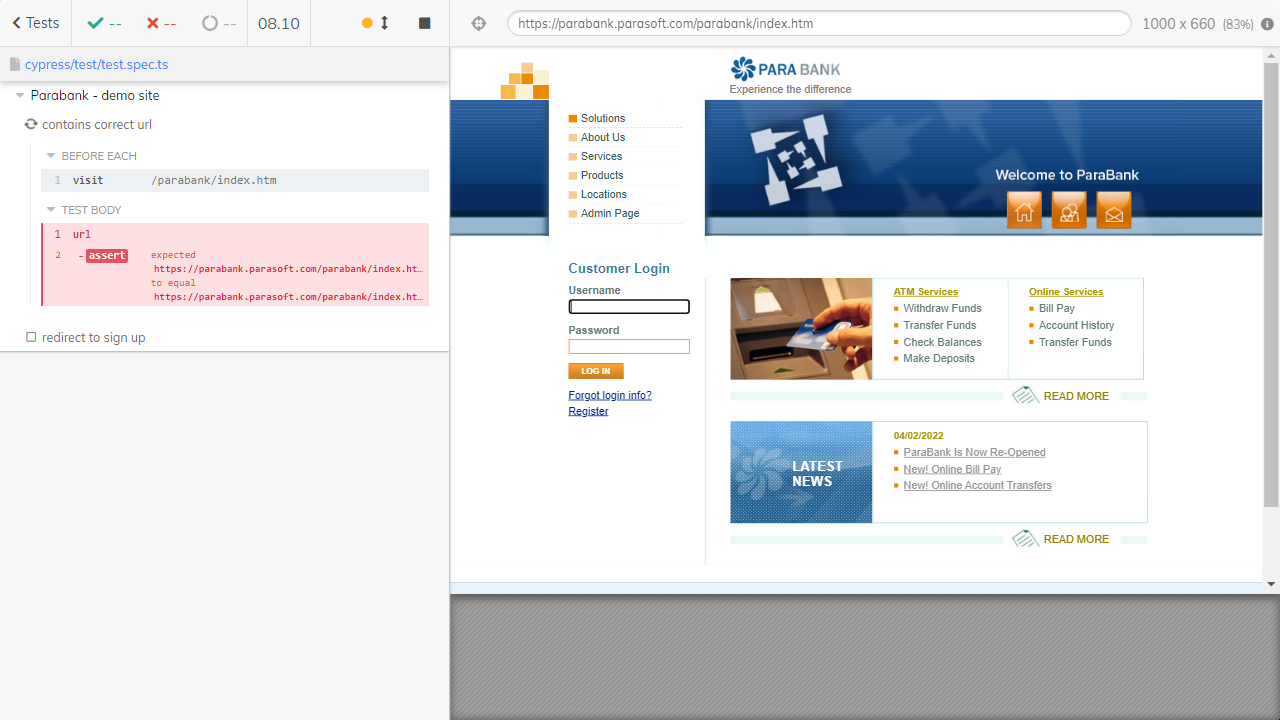 Tests
--
--
--
08.10
https://parabank.parasoft.com/parabank/index.htm
1000 x 660 (83%)
cypress/test/test.spec.ts
Parabank - demo site
contains correct url
BEFORE EACH
1 visit /parabank/index.htm
TEST BODY
1 url
2 - assert expected
https://parabank.parasoft.com/parabank/index.ht…
to equal
https://parabank.parasoft.com/parabank/index.ht…
redirect to sign up
PARA BANK
Experience the difference
Solutions
About Us
Services
Products
Locations
Admin Page
Welcome to ParaBank
Customer Login
Username
Password
LOG IN
Forgot login info?
Register
ATM Services
Withdraw Funds
Transfer Funds
Check Balances
Make Deposits
Online Services
Bill Pay
Account History
Transfer Funds
READ MORE
LATEST
NEWS
04/02/2022
ParaBank Is Now Re-Opened
New! Online Bill Pay
New! Online Account Transfers
READ MORE